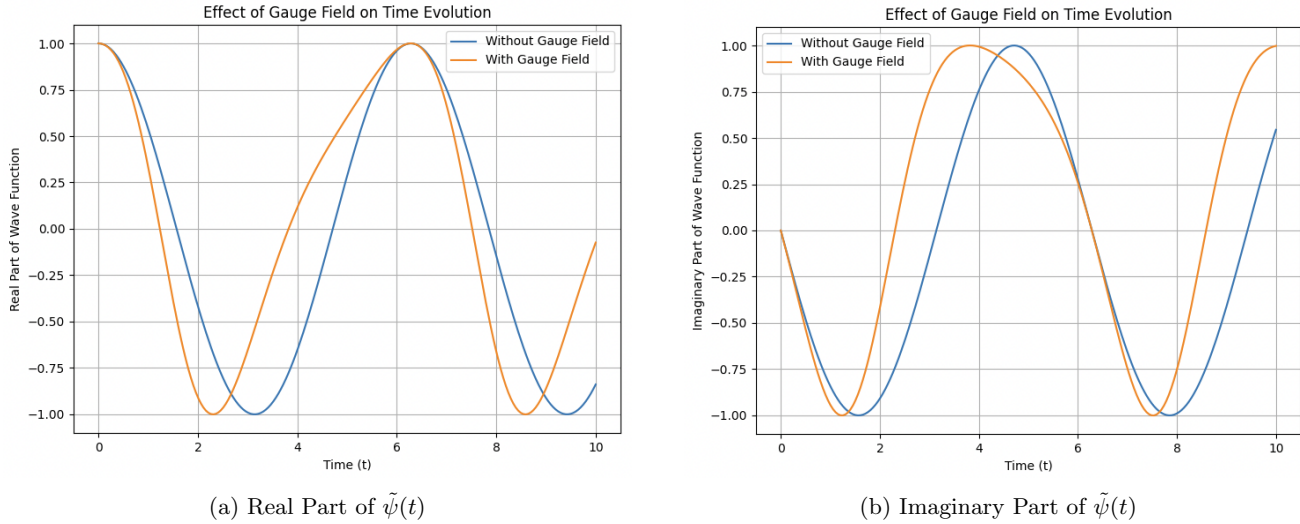 Effect of Gauge Field on Time Evolution
Without Gauge Field
With Gauge Field
1.00
0.75
0.50
0.25
0.00
−0.25
−0.50
−0.75
−1.00
Real Part of Wave Function
0 2 4 6 8 10
Time (t)
(a) Real Part of ψ̃(t)
Effect of Gauge Field on Time Evolution
Without Gauge Field
With Gauge Field
1.00
0.75
0.50
0.25
0.00
−0.25
−0.50
−0.75
−1.00
Imaginary Part of Wave Function
0 2 4 6 8 10
Time (t)
(b) Imaginary Part of ψ̃(t)